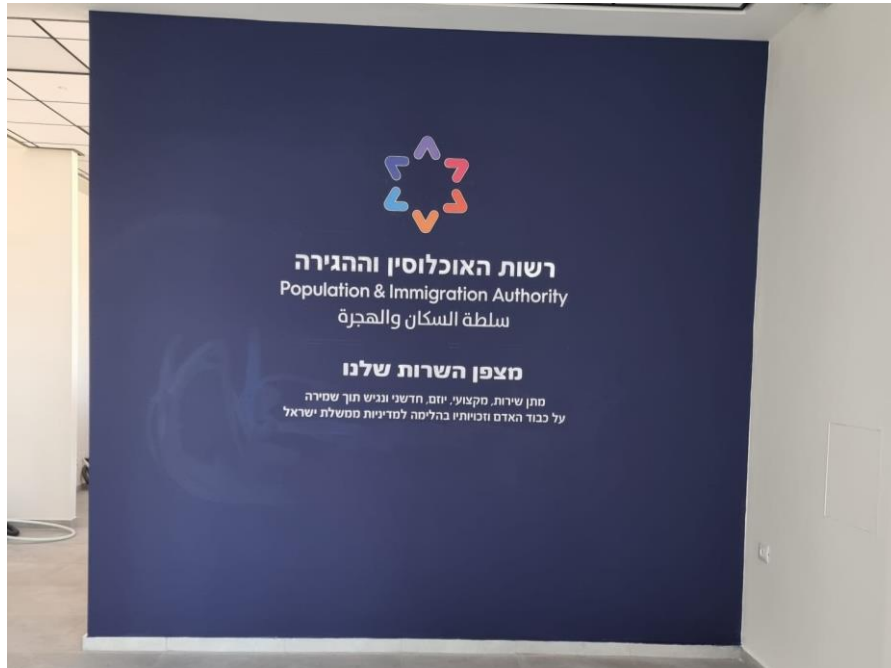 רשות האוכלוסין וההגירה
Population & Immigration Authority
سلطة السكان والهجرة
מצפן השרות שלנו
מתן שירות, מקצועי, יוזם, חדשני ונגיש תוך שמירה
על כבוד האדם וזכויותיו בהלימה למדיניות ממשלת ישראל